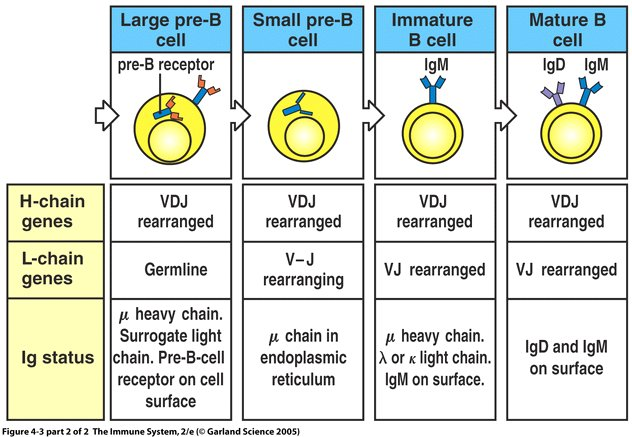 Large pre-B
cell
Small pre-B
cell
Immature
B cell
Mature B
cell
pre-B receptor
IgM
IgD
IgM
H-chain
genes
VDJ
rearranged
VDJ
rearranged
VDJ
rearranged
VDJ
rearranged
L-chain
genes
Germline
V–J
rearranging
VJ rearranged
VJ rearranged
Ig status
μ heavy chain.
Surrogate light
chain. Pre-B-cell
receptor on cell
surface
μ chain in
endoplasmic
reticulum
μ heavy chain.
λ or κ light chain.
IgM on surface.
IgD and IgM
on surface
Figure 4-3 part 2 of 2 The Immune System, 2/e (© Garland Science 2005)